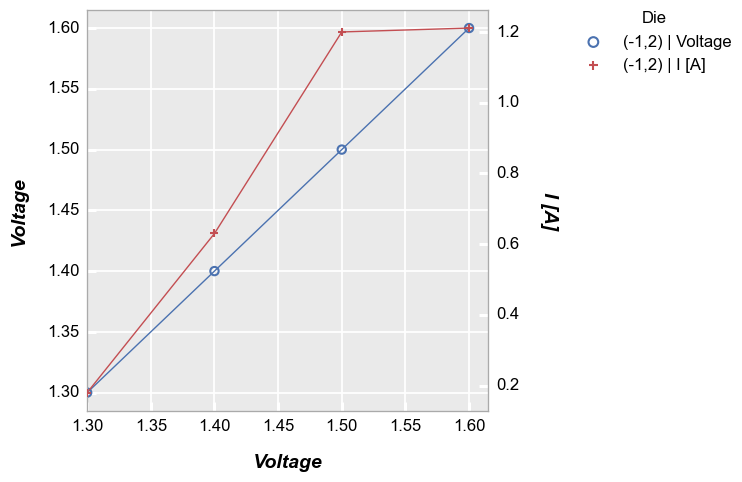 Die
(-1,2) | Voltage
(-1,2) | I [A]
1.60
1.55
1.50
1.45
1.40
1.35
1.30
Voltage
1.2
1.0
0.8
0.6
0.4
0.2
I [A]
1.30 1.35 1.40 1.45 1.50 1.55 1.60
Voltage